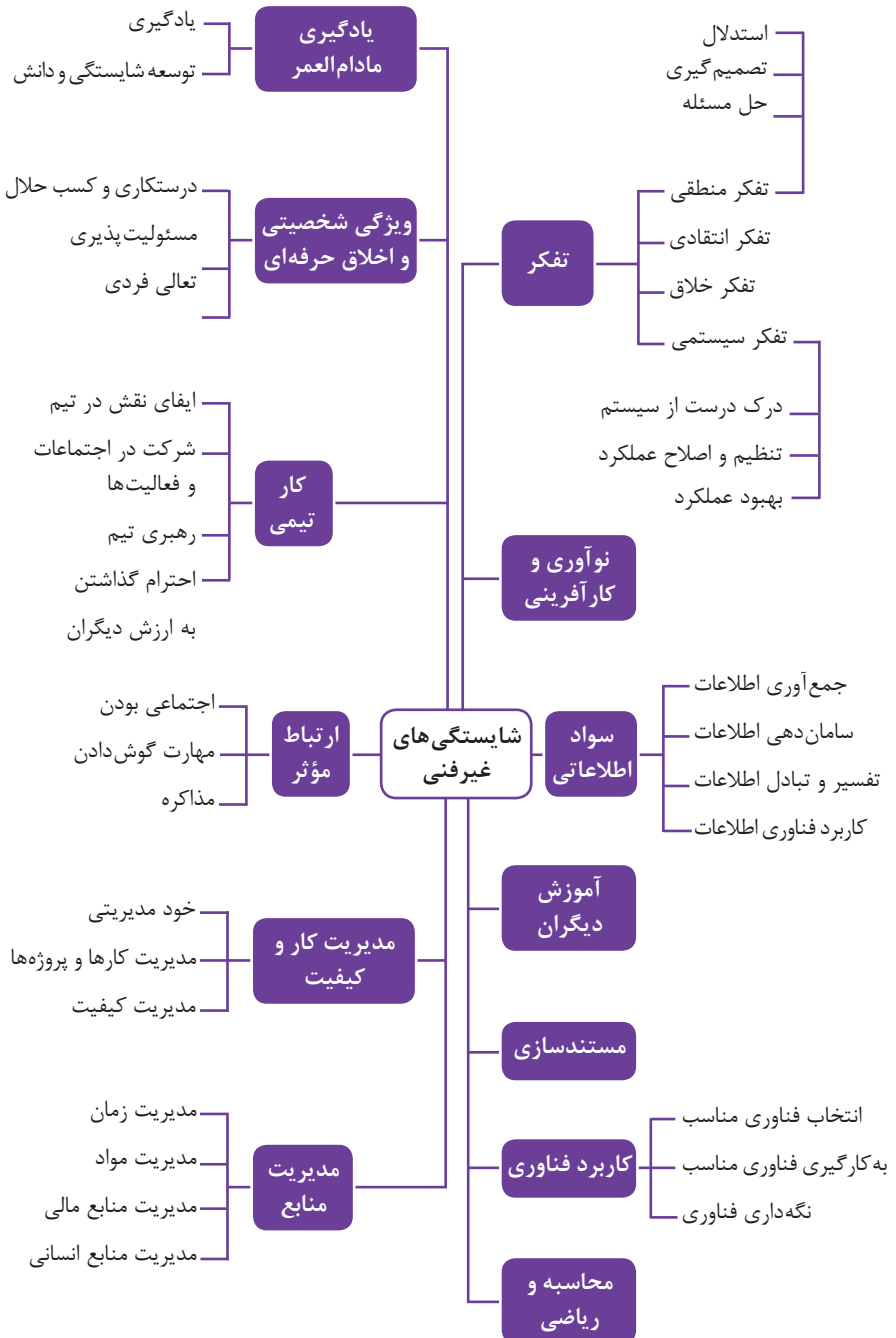 شایستگی‌های
غیرفنی
تفکر
استدلال
تصمیم‌گیری
حل مسئله
تفکر منطقی
تفکر انتقادی
تفکر خلاق
تفکر سیستمی
درک درست از سیستم
تنظیم و اصلاح عملکرد
بهبود عملکرد
نوآوری و
کارآفرینی
سواد
اطلاعاتی
جمع‌آوری اطلاعات
سامان‌دهی اطلاعات
تفسیر و تبادل اطلاعات
کاربرد فناوری اطلاعات
آموزش
دیگران
مستندسازی
کاربرد فناوری
انتخاب فناوری مناسب
به‌کارگیری فناوری مناسب
نگه‌داری فناوری
محاسبه و
ریاضی
یادگیری
مادام‌العمر
یادگیری
توسعه شایستگی و دانش
ویژگی شخصیتی
و اخلاق حرفه‌ای
درستکاری و کسب حلال
مسئولیت‌پذیری
تعالی فردی
کار
تیمی
ایفای نقش در تیم
شرکت در اجتماعات
و فعالیت‌ها
رهبری تیم
احترام گذاشتن
به ارزش دیگران
ارتباط
مؤثر
اجتماعی بودن
مهارت گوش‌دادن
مذاکره
مدیریت کار و
کیفیت
خود مدیریتی
مدیریت کارها و پروژه‌ها
مدیریت کیفیت
مدیریت
منابع
مدیریت زمان
مدیریت مواد
مدیریت منابع مالی
مدیریت منابع انسانی